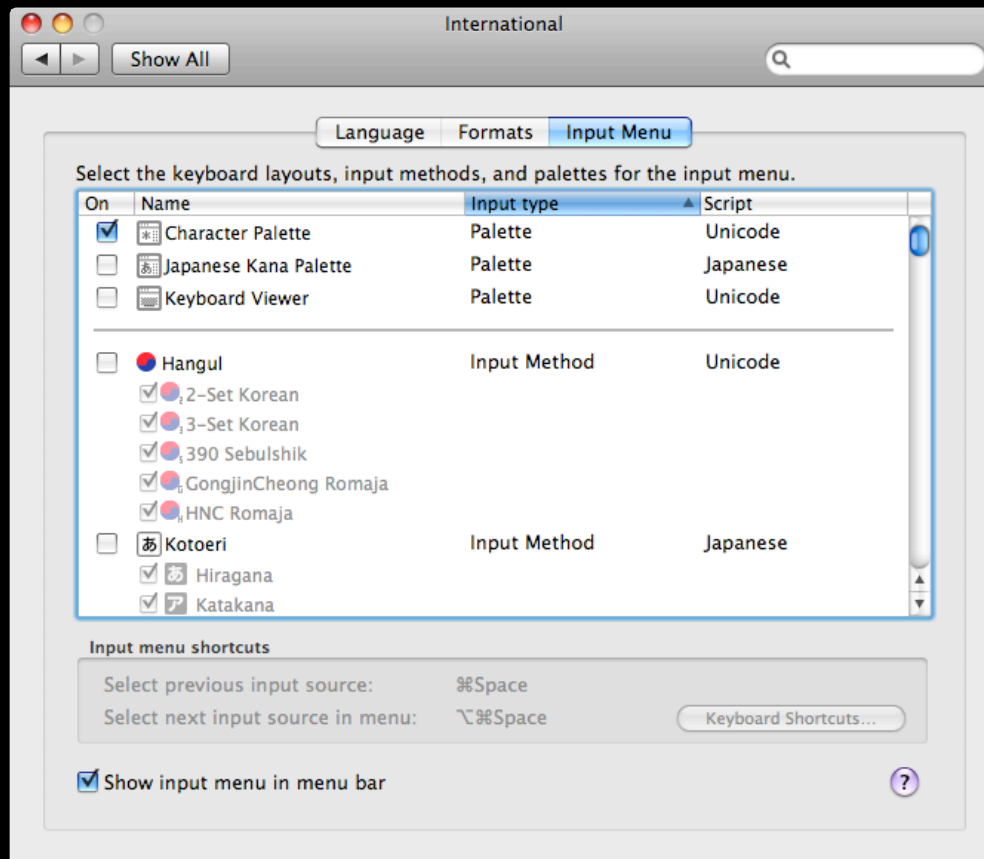 International
Show All
Language Formats Input Menu
Select the keyboard layouts, input methods, and palettes for the input menu.
On Name Input type Script
Character Palette Palette Unicode
あ Japanese Kana Palette Palette Japanese
Keyboard Viewer Palette Unicode
Hangul Input Method Unicode
2-Set Korean
3-Set Korean
390 Sebulshik
GongjinCheong Romaja
HNC Romaja
あ Kotoeri Input Method Japanese
あ Hiragana
ア Katakana
Input menu shortcuts
Select previous input source: ⌘Space
Select next input source in menu: ⌥⌘Space Keyboard Shortcuts...
Show input menu in menu bar ?